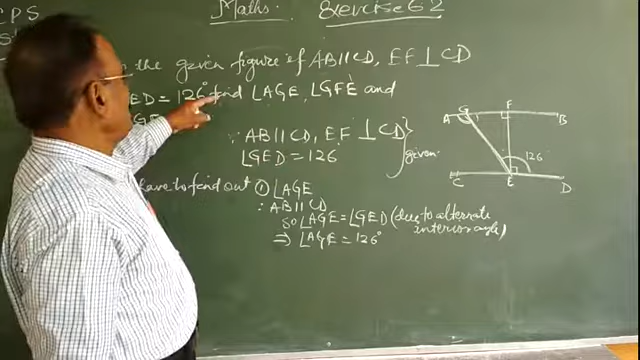 CPS
Maths. Exercise 6.2
the given figure if AB||CD, EF⊥CD
ED = 126° find ∠AGE, ∠GFE and
∵ AB||CD, EF ⊥CD
∠GED = 126°
given
have to find out ① ∠AGE
∵ AB||CD
so ∠AGE = ∠GED (due to alternate
interior angle)
⇒ ∠AGE = 126°
A G F B
126°
C E D